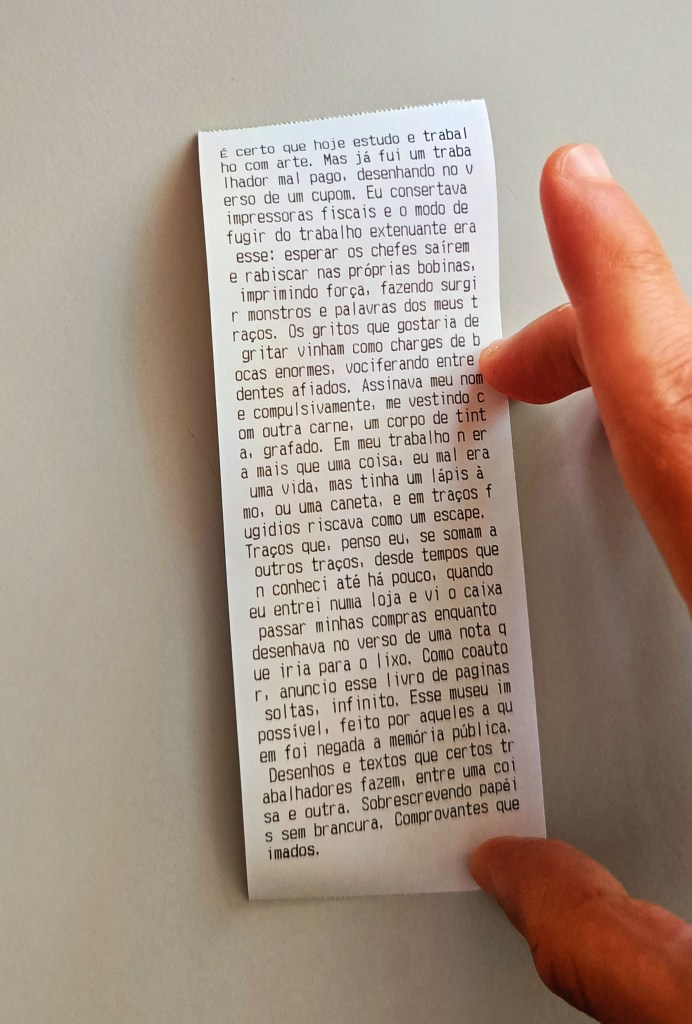 É certo que hoje estudo e trabal
ho com arte. Mas já fui um traba
lhador mal pago, desenhando no v
erso de um cupom. Eu consertava
impressoras fiscais e o modo de
fugir do trabalho extenuante era
esse: esperar os chefes saírem
e rabiscar nas próprias bobinas,
imprimindo força, fazendo surgi
r monstros e palavras dos meus t
raços. Os gritos que gostaria de
gritar vinham como charges de b
ocas enormes, vociferando entre
dentes afiados. Assinava meu nom
e compulsivamente, me vestindo c
om outra carne, um corpo de tint
a, grafado. Em meu trabalho n er
a mais que uma coisa, eu mal era
uma vida, mas tinha um lápis à
mo, ou uma caneta, e em traços f
ugidios riscava como um escape.
Traços que, penso eu, se somam a
outros traços, desde tempos que
n conheci até há pouco, quando
eu entrei numa loja e vi o caixa
passar minhas compras enquanto
desenhava no verso de uma nota q
ue iria para o lixo. Como coauto
r, anuncio esse livro de paginas
soltas, infinito. Esse museu im
possível, feito por aqueles a qu
em foi negada a memória pública.
Desenhos e textos que certos tr
abalhadores fazem, entre uma coi
sa e outra. Sobrescrevendo papéi
s sem brancura. Comprovantes que
imados.